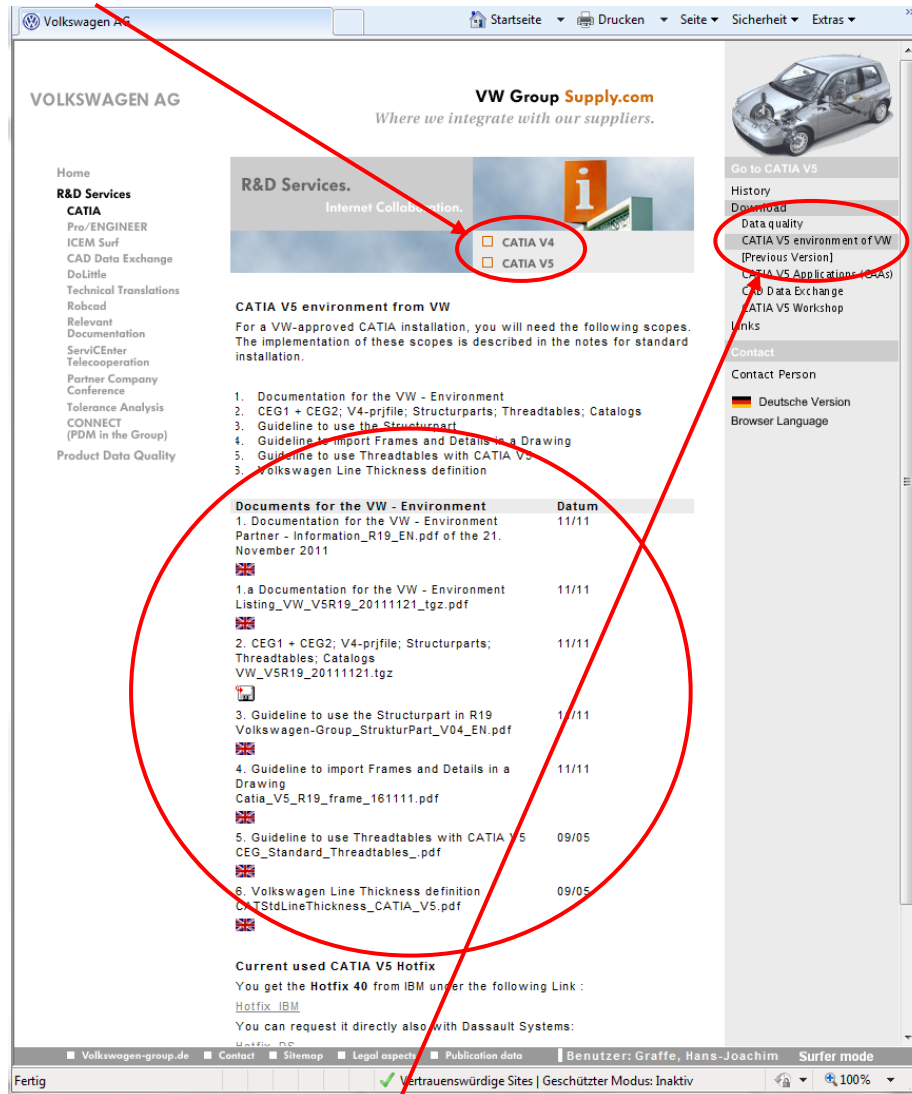 Volkswagen AG
Startseite Drucken Seite Sicherheit Extras
VOLKSWAGEN AG
VW Group Supply.com
Where we integrate with our suppliers.
Home
R&D Services
CATIA
Pro/ENGINEER
ICEM Surf
CAD Data Exchange
DoLittle
Technical Translations
Robcad
Relevant
Documentation
ServiCEnter
Telecooperation
Partner Company
Conference
Tolerance Analysis
CONNECT
(PDM in the Group)
Product Data Quality
R&D Services.
Internet Collaboration.
CATIA V4
CATIA V5
CATIA V5 environment from VW
For a VW-approved CATIA installation, you will need the following scopes.
The implementation of these scopes is described in the notes for standard
installation.
1. Documentation for the VW - Environment
2. CEG1 + CEG2; V4-prjfile; Structurparts; Threadtables; Catalogs
3. Guideline to use the Structurpart
4. Guideline to import Frames and Details in a Drawing
5. Guideline to use Threadtables with CATIA V5
6. Volkswagen Line Thickness definition
Documents for the VW - Environment Datum
1. Documentation for the VW - Environment 11/11
Partner - Information_R19_EN.pdf of the 21.
November 2011
1.a Documentation for the VW - Environment 11/11
Listing_VW_V5R19_20111121_tgz.pdf
2. CEG1 + CEG2; V4-prjfile; Structurparts; 11/11
Threadtables; Catalogs
VW_V5R19_20111121.tgz
3. Guideline to use the Structurpart in R19 11/11
Volkswagen-Group_StrukturPart_V04_EN.pdf
4. Guideline to import Frames and Details in a 11/11
Drawing
Catia_V5_R19_frame_161111.pdf
5. Guideline to use Threadtables with CATIA V5 09/05
CEG_Standard_Threadtables_.pdf
6. Volkswagen Line Thickness definition 09/05
CATStdLineThickness_CATIA_V5.pdf
Current used CATIA V5 Hotfix
You get the Hotfix 40 from IBM under the following Link :
Hotfix IBM
You can request it directly also with Dassault Systems:
Hotfix DS
Go to CATIA V5
History
Download
Data quality
CATIA V5 environment of VW
[Previous Version]
CATIA V5 Applications (CAAs)
CAD Data Exchange
CATIA V5 Workshop
Links
Contact
Contact Person
Deutsche Version
Browser Language
Volkswagen-group.de Contact Sitemap Legal aspects Publication data Benutzer: Graffe, Hans-Joachim Surfer mode
Fertig Vertrauenswürdige Sites | Geschützter Modus: Inaktiv 100%